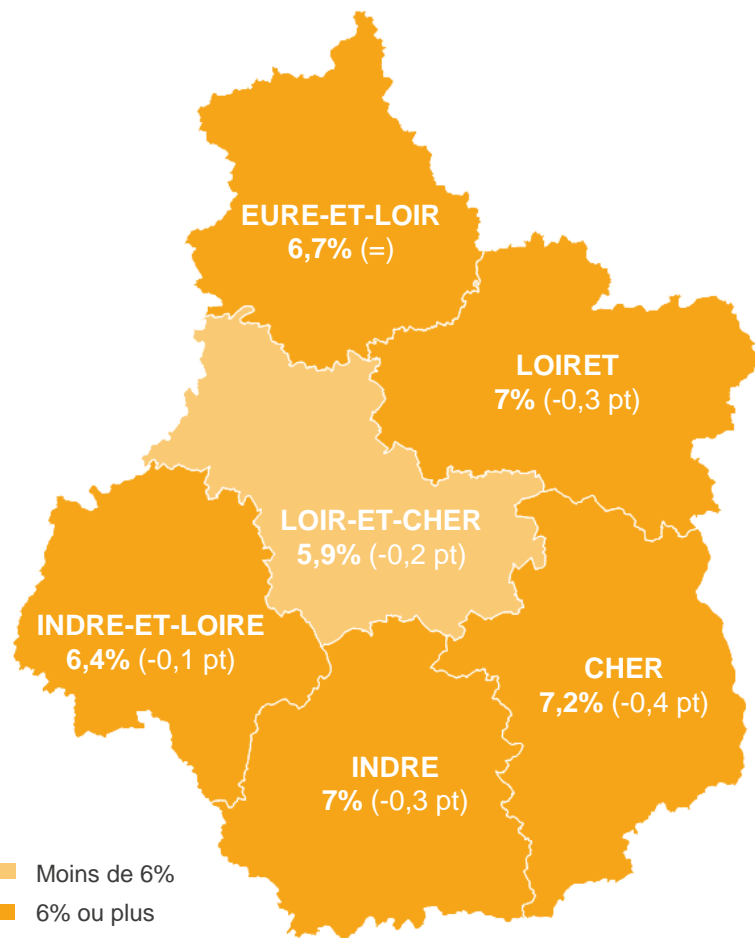 EURE-ET-LOIR
6,7% (=)
LOIRET
7% (-0,3 pt)
LOIR-ET-CHER
5,9% (-0,2 pt)
INDRE-ET-LOIRE
6,4% (-0,1 pt)
CHER
7,2% (-0,4 pt)
INDRE
7% (-0,3 pt)
Moins de 6%
6% ou plus